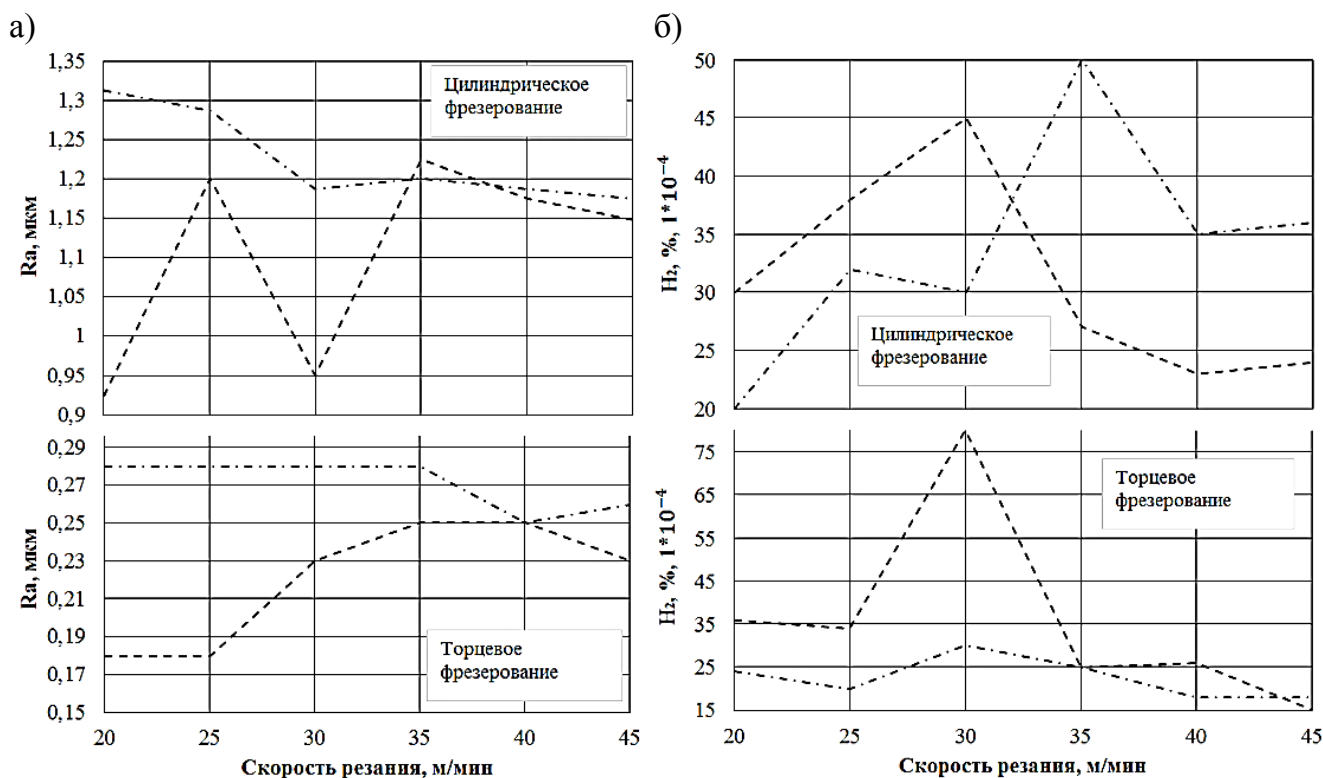 а)
1,35
1,3
1,25
1,2
1,15
1,1
1,05
1
0,95
0,9
Ra, мкм
Цилиндрическое
фрезерование
0,29
0,27
0,25
0,23
0,21
0,19
0,17
0,15
Ra, мкм
Торцевое
фрезерование
20 25 30 35 40 45
Скорость резания, м/мин
б)
50
45
40
35
30
25
20
H₂, %, 1*10⁻⁴
Цилиндрическое
фрезерование
75
65
55
45
35
25
15
H₂, %, 1*10⁻⁴
Торцевое
фрезерование
20 25 30 35 40 45
Скорость резания, м/мин